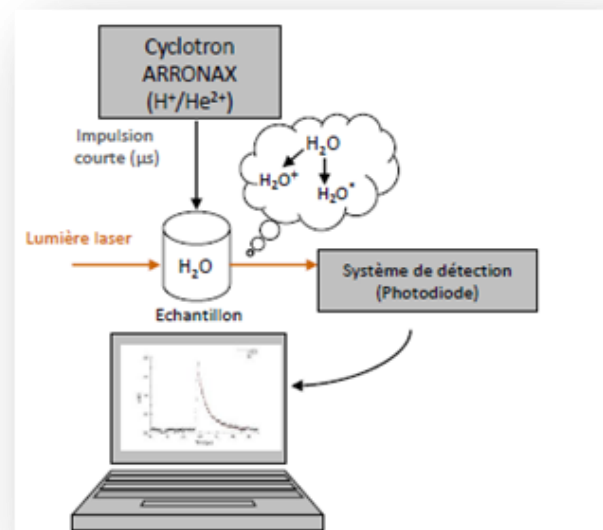 Cyclotron
ARRONAX
(H⁺/He²⁺)
Impulsion
courte (μs)
H₂O
H₂O⁺
H₂O*
Lumière laser
H₂O
Système de détection
(Photodiode)
Echantillon